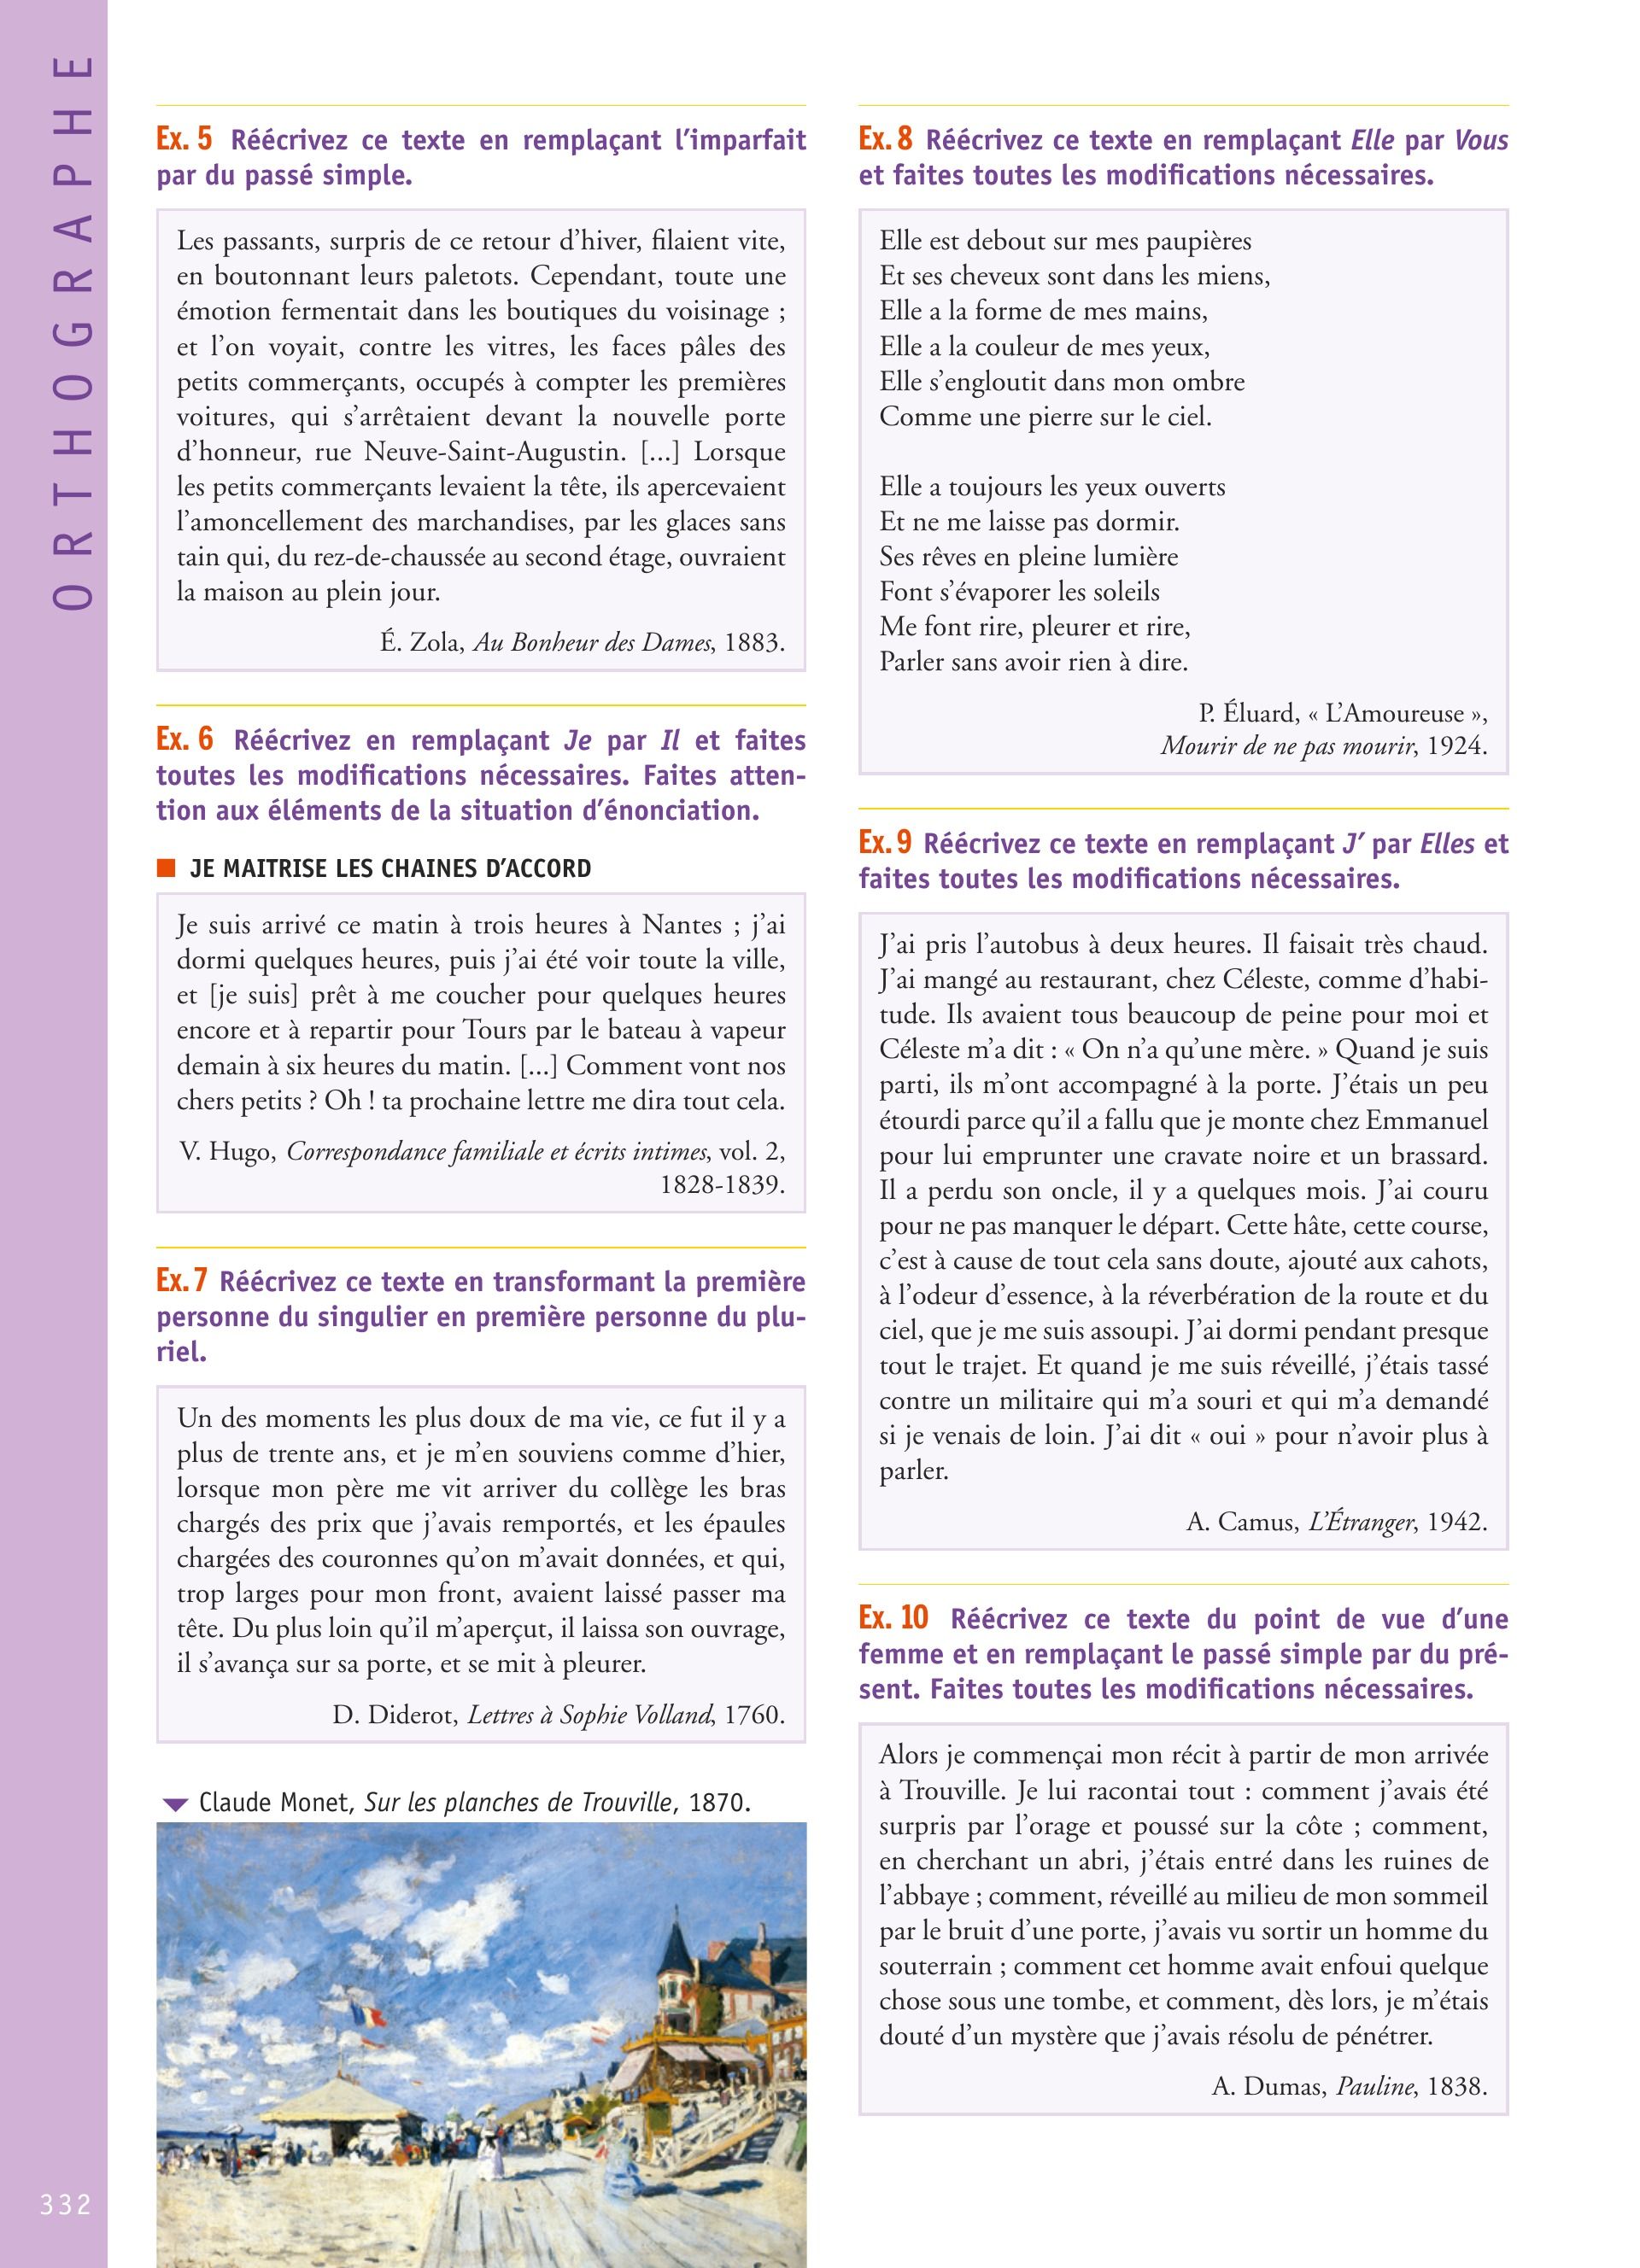 ORTHOGRAPHE
Ex. 5 Réécrivez ce texte en remplaçant l’imparfait
par du passé simple.
Les passants, surpris de ce retour d’hiver, filaient vite,
en boutonnant leurs paletots. Cependant, toute une
émotion fermentait dans les boutiques du voisinage ;
et l’on voyait, contre les vitres, les faces pâles des
petits commerçants, occupés à compter les premières
voitures, qui s’arrêtaient devant la nouvelle porte
d’honneur, rue Neuve-Saint-Augustin. [...] Lorsque
les petits commerçants levaient la tête, ils apercevaient
l’amoncellement des marchandises, par les glaces sans
tain qui, du rez-de-chaussée au second étage, ouvraient
la maison au plein jour.
É. Zola, Au Bonheur des Dames, 1883.
Ex. 6 Réécrivez en remplaçant Je par Il et faites
toutes les modifications nécessaires. Faites atten-
tion aux éléments de la situation d’énonciation.
JE MAITRISE LES CHAINES D’ACCORD
Je suis arrivé ce matin à trois heures à Nantes ; j’ai
dormi quelques heures, puis j’ai été voir toute la ville,
et [je suis] prêt à me coucher pour quelques heures
encore et à repartir pour Tours par le bateau à vapeur
demain à six heures du matin. [...] Comment vont nos
chers petits ? Oh ! ta prochaine lettre me dira tout cela.
V. Hugo, Correspondance familiale et écrits intimes, vol. 2,
1828-1839.
Ex. 7 Réécrivez ce texte en transformant la première
personne du singulier en première personne du plu-
riel.
Un des moments les plus doux de ma vie, ce fut il y a
plus de trente ans, et je m’en souviens comme d’hier,
lorsque mon père me vit arriver du collège les bras
chargés des prix que j’avais remportés, et les épaules
chargées des couronnes qu’on m’avait données, et qui,
trop larges pour mon front, avaient laissé passer ma
tête. Du plus loin qu’il m’aperçut, il laissa son ouvrage,
il s’avança sur sa porte, et se mit à pleurer.
D. Diderot, Lettres à Sophie Volland, 1760.
Claude Monet, Sur les planches de Trouville, 1870.
Ex. 8 Réécrivez ce texte en remplaçant Elle par Vous
et faites toutes les modifications nécessaires.
Elle est debout sur mes paupières
Et ses cheveux sont dans les miens,
Elle a la forme de mes mains,
Elle a la couleur de mes yeux,
Elle s’engloutit dans mon ombre
Comme une pierre sur le ciel.
Elle a toujours les yeux ouverts
Et ne me laisse pas dormir.
Ses rêves en pleine lumière
Font s’évaporer les soleils
Me font rire, pleurer et rire,
Parler sans avoir rien à dire.
P. Éluard, « L’Amoureuse »,
Mourir de ne pas mourir, 1924.
Ex. 9 Réécrivez ce texte en remplaçant J’ par Elles et
faites toutes les modifications nécessaires.
J’ai pris l’autobus à deux heures. Il faisait très chaud.
J’ai mangé au restaurant, chez Céleste, comme d’habi-
tude. Ils avaient tous beaucoup de peine pour moi et
Céleste m’a dit : « On n’a qu’une mère. » Quand je suis
parti, ils m’ont accompagné à la porte. J’étais un peu
étourdi parce qu’il a fallu que je monte chez Emmanuel
pour lui emprunter une cravate noire et un brassard.
Il a perdu son oncle, il y a quelques mois. J’ai couru
pour ne pas manquer le départ. Cette hâte, cette course,
c’est à cause de tout cela sans doute, ajouté aux cahots,
à l’odeur d’essence, à la réverbération de la route et du
ciel, que je me suis assoupi. J’ai dormi pendant presque
tout le trajet. Et quand je me suis réveillé, j’étais tassé
contre un militaire qui m’a souri et qui m’a demandé
si je venais de loin. J’ai dit « oui » pour n’avoir plus à
parler.
A. Camus, L’Étranger, 1942.
Ex. 10 Réécrivez ce texte du point de vue d’une
femme et en remplaçant le passé simple par du pré-
sent. Faites toutes les modifications nécessaires.
Alors je commençai mon récit à partir de mon arrivée
à Trouville. Je lui racontai tout : comment j’avais été
surpris par l’orage et poussé sur la côte ; comment,
en cherchant un abri, j’étais entré dans les ruines de
l’abbaye ; comment, réveillé au milieu de mon sommeil
par le bruit d’une porte, j’avais vu sortir un homme du
souterrain ; comment cet homme avait enfoui quelque
chose sous une tombe, et comment, dès lors, je m’étais
douté d’un mystère que j’avais résolu de pénétrer.
A. Dumas, Pauline, 1838.
332